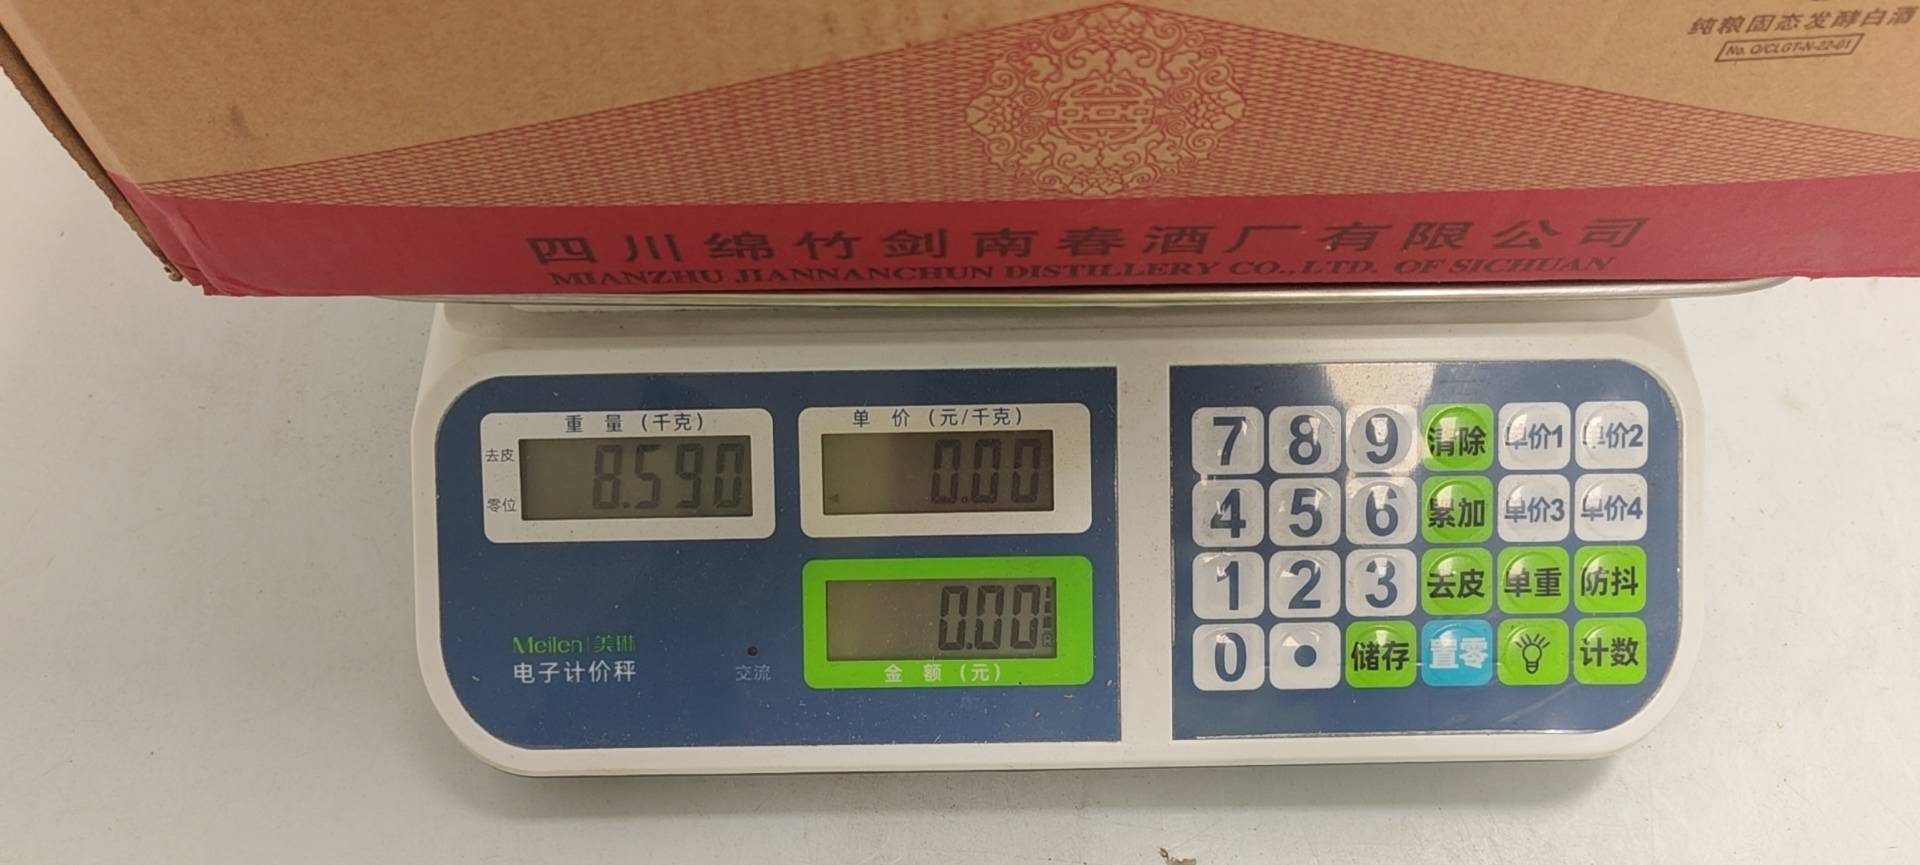 纯粮固态发酵白酒
No. Q/CLGT-N-22-01
四川绵竹剑南春酒厂有限公司
MIANZHU JIANNANCHUN DISTILLERY CO.,LTD. OF SICHUAN
重量(千克)
去皮
零位
8.590
单价(元/千克)
0.00
0.00
金额(元)
Meilen|美琳
电子计价秤
交流
7 8 9 清除 单价1 单价2
4 5 6 累加 单价3 单价4
1 2 3 去皮 单重 防抖
0 • 储存 置零 计数